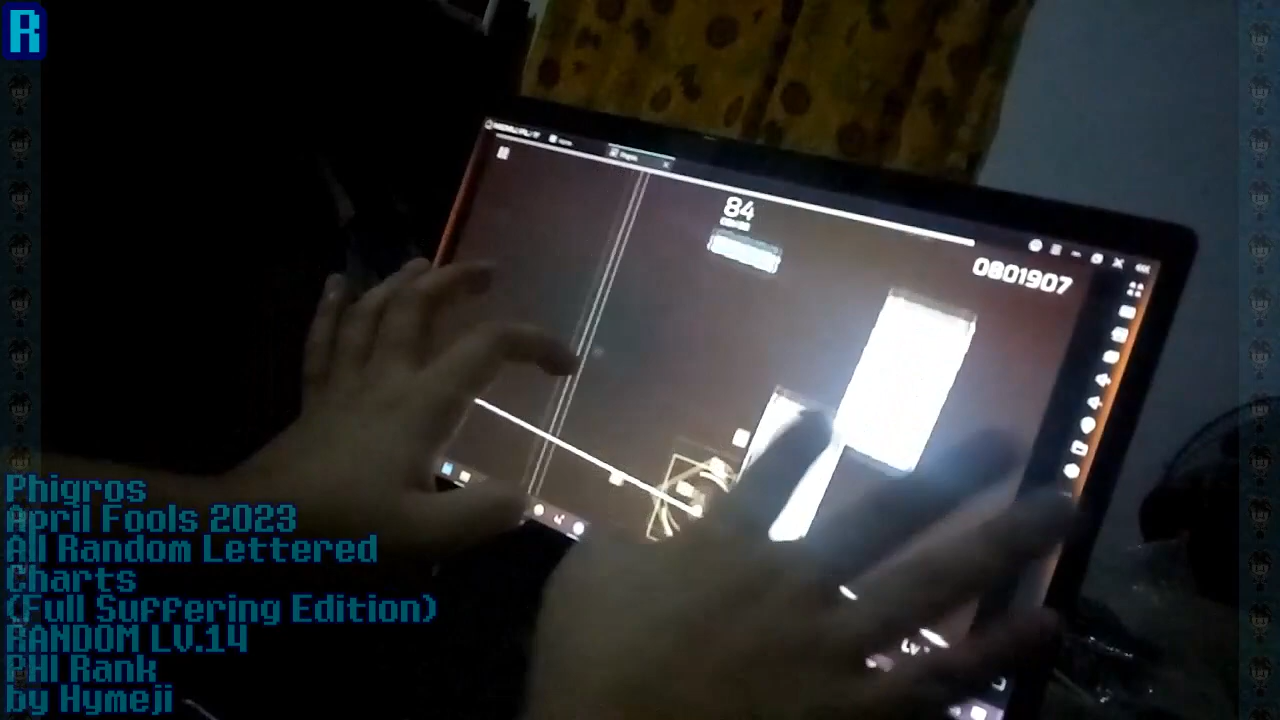 R
Phigros
84
0801907
Phigros
April Fools 2023
All Random Lettered
Charts
(Full Suffering Edition)
RANDOM LV.14
PHI Rank
by Hymeji